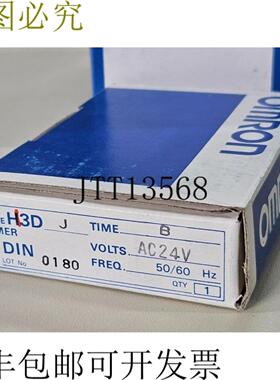 图必究
OMRON
JTT13568
E H3D J TIME B
MER
DIN VOLTS AC24V
LOT No 0180 FREQ. 50/60 Hz
QTY 1
丰包邮可开发票